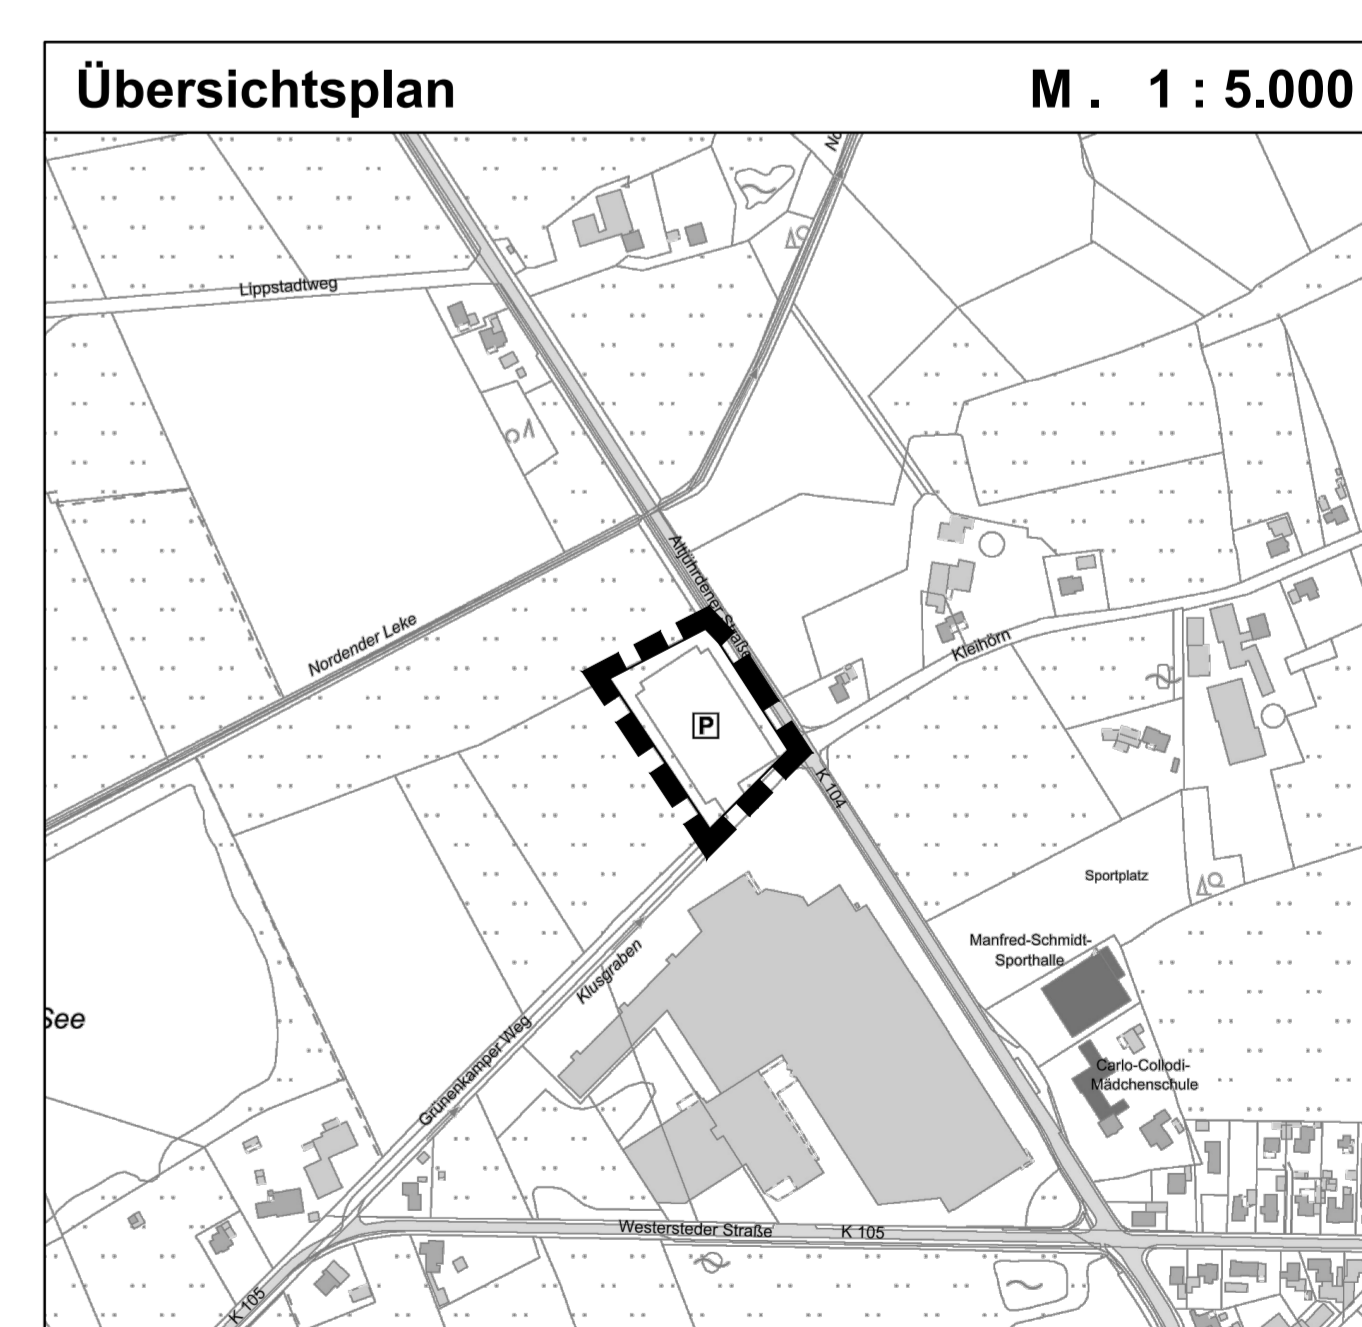 Übersichtsplan M. 1 : 5.000
Lippstadtweg
Altjührdener Straße
Nordender Leke
Kleihörn
P
K 104
Sportplatz
Manfred-Schmidt-
Sporthalle
Klusgraben
See
Grünenkamper Weg
Carlo-Collodi-
Mädchenschule
Westersteder Straße
K 105
K 105